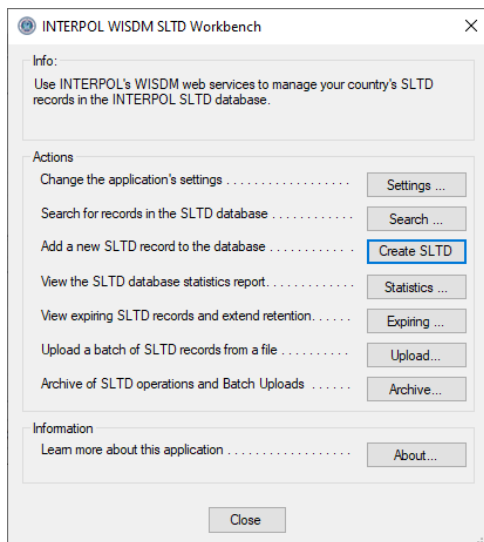 INTERPOL WISDM SLTD Workbench
Info:
Use INTERPOL's WISDM web services to manage your country's SLTD
records in the INTERPOL SLTD database.
Actions
Change the application's settings . . . . . . . . . . . . . . . . . . Settings ...
Search for records in the SLTD database . . . . . . . . . . . . Search ...
Add a new SLTD record to the database . . . . . . . . . . . . Create SLTD
View the SLTD database statistics report. . . . . . . . . . . . . Statistics ...
View expiring SLTD records and extend retention. . . . . . Expiring ...
Upload a batch of SLTD records from a file . . . . . . . . . . Upload...
Archive of SLTD operations and Batch Uploads . . . . . . Archive...
Information
Learn more about this application . . . . . . . . . . . . . . . . . . About...
Close